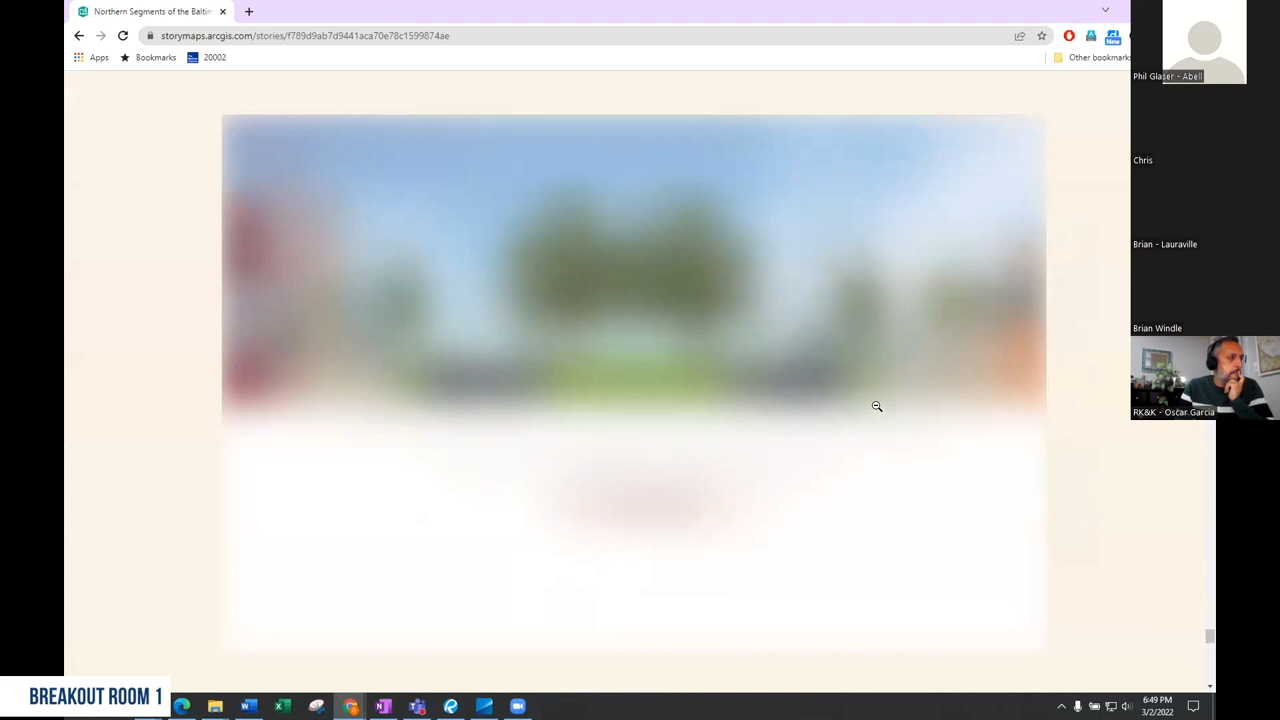 Northern Segments of the Baltim
storymaps.arcgis.com/stories/f789d9ab7d9441aca70e78c1599874ae
Apps
Bookmarks
20002
New
Other bookmarks
Phil Glaser - Abell
Chris
Brian - Lauraville
Brian Windle
RK&K - Oscar Garcia
BREAKOUT ROOM 1
6:49 PM
3/2/2022